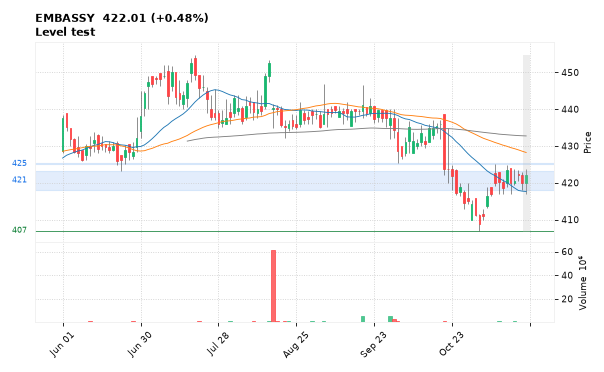 EMBASSY 422.01 (+0.48%)
Level test
450
440
430
420
410
Price
425
421
407
60
40
20
Volume 10⁶
Jun 01
Jun 30
Jul 28
Aug 25
Sep 23
Oct 23